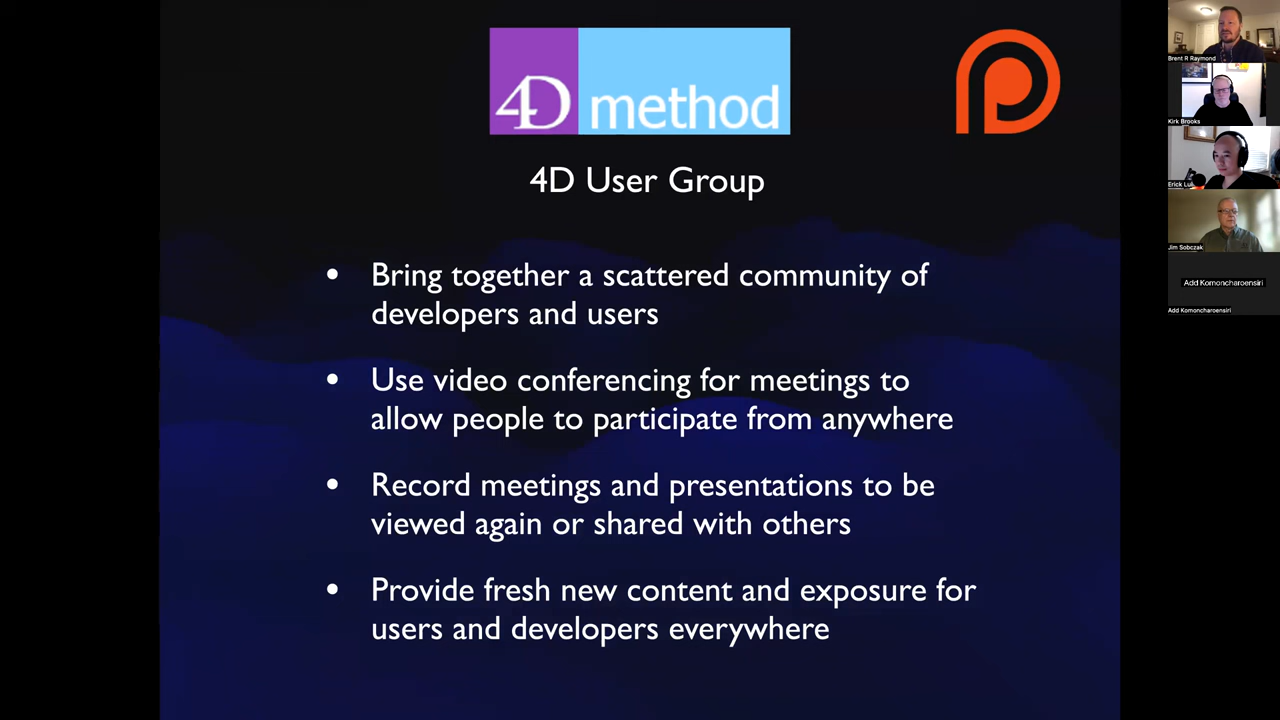 4D method
4D User Group
• Bring together a scattered community of
developers and users
• Use video conferencing for meetings to
allow people to participate from anywhere
• Record meetings and presentations to be
viewed again or shared with others
• Provide fresh new content and exposure for
users and developers everywhere
Brent R Raymond
Kirk Brooks
Erick
Jim Sobczak
Add Komoncharoensiri
Add Komoncharoensiri